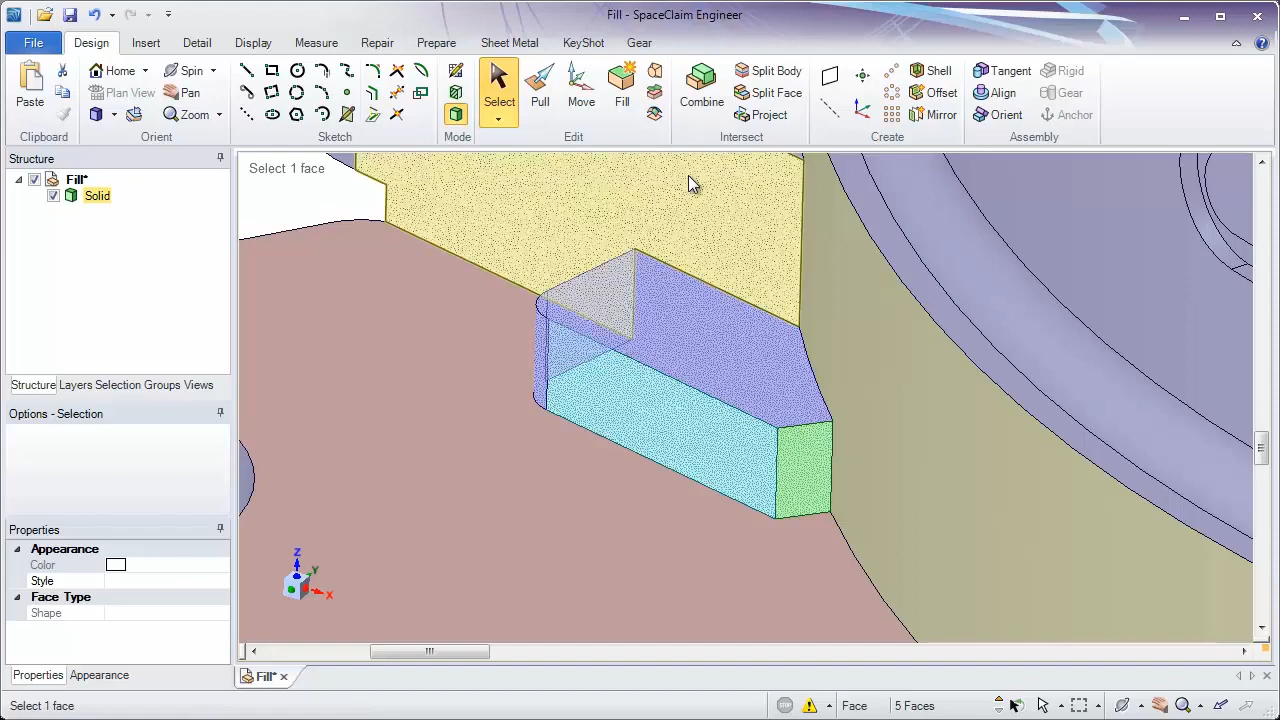 Fill - SpaceClaim Engineer
File Design Insert Detail Display Measure Repair Prepare Sheet Metal KeyShot Gear
Paste
Clipboard
Home Spin
Plan View Pan
Zoom
Orient
Sketch
Mode
Select Pull Move Fill
Edit
Combine
Split Body
Split Face
Project
Intersect
Shell
Offset
Mirror
Create
Tangent Rigid
Align Gear
Orient Anchor
Assembly
Structure
Fill*
Solid
Structure Layers Selection Groups Views
Options - Selection
Properties
Appearance
Color
Style
Face Type
Shape
Properties Appearance
Select 1 face
Z
Y
X
Fill*
Select 1 face
Face 5 Faces